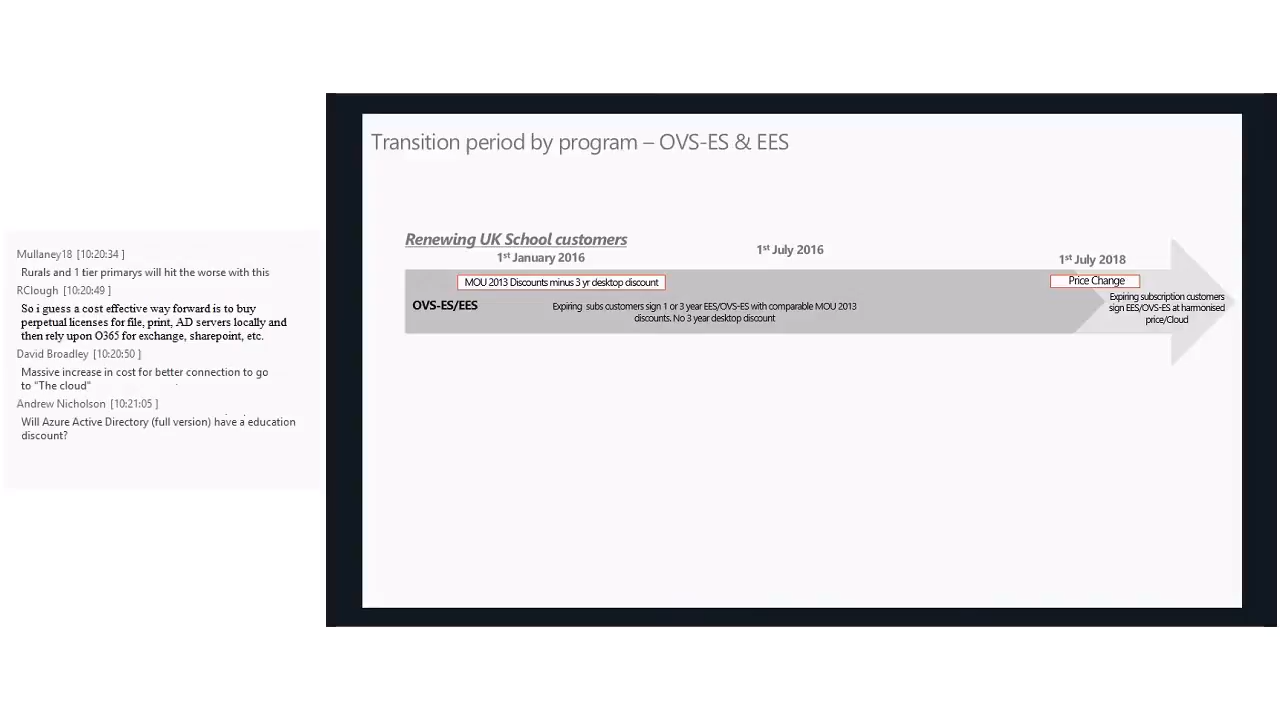 Mullaney18 [10:20:34 ]
Rurals and 1 tier primarys will hit the worse with this
RClough [10:20:49 ]
So i guess a cost effective way forward is to buy
perpetual licenses for file, print, AD servers locally and
then rely upon O365 for exchange, sharepoint, etc.
David Broadley [10:20:50 ]
Massive increase in cost for better connection to go
to "The cloud"
Andrew Nicholson [10:21:05 ]
Will Azure Active Directory (full version) have a education
discount?
Transition period by program – OVS-ES & EES
Renewing UK School customers
1st January 2016
1st July 2016
1st July 2018
MOU 2013 Discounts minus 3 yr desktop discount
Price Change
OVS-ES/EES
Expiring subs customers sign 1 or 3 year EES/OVS-ES with comparable MOU 2013
discounts. No 3 year desktop discount
Expiring subscription customers
sign EES/OVS-ES at harmonised
price/Cloud